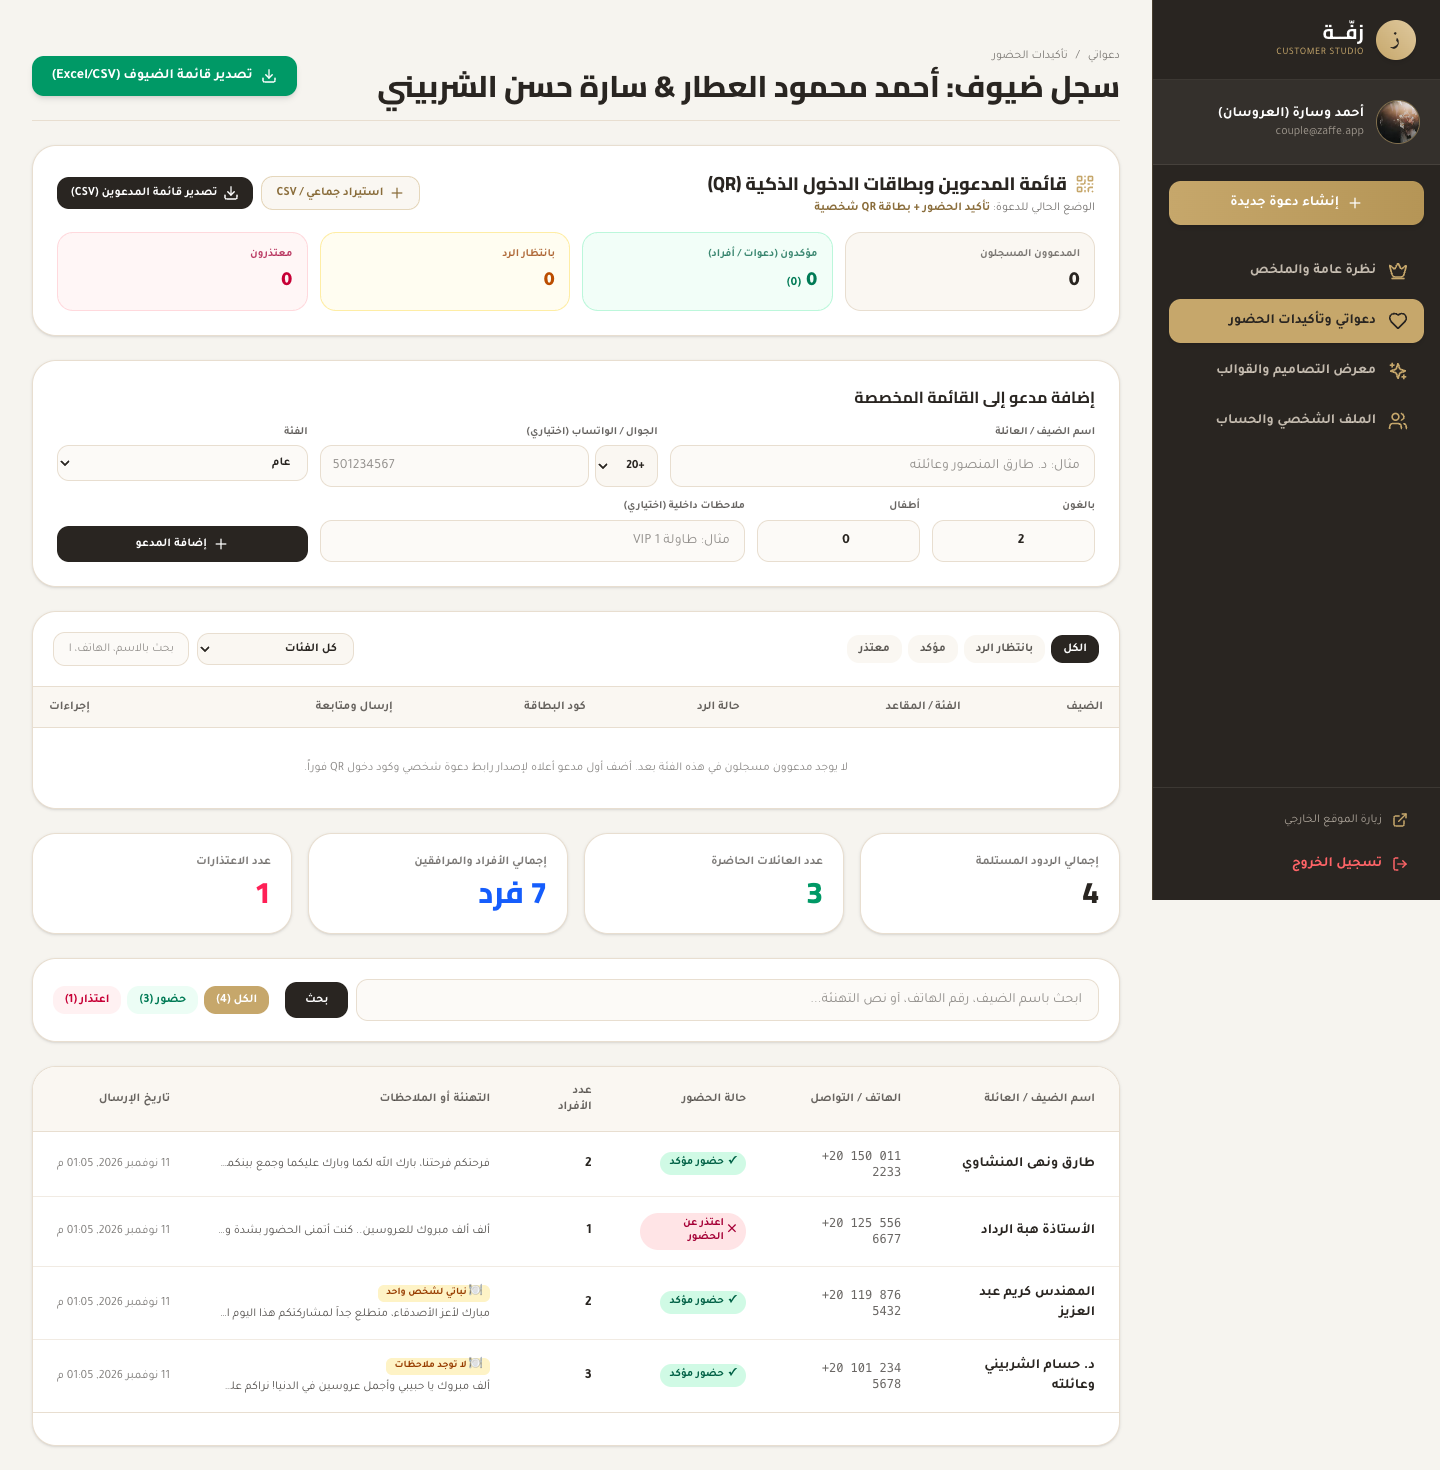 زفّـة
CUSTOMER STUDIO
ز
أحمد وسارة (العروسان)
couple@zaffe.app
إنشاء دعوة جديدة
نظرة عامة والملخص
دعواتي وتأكيدات الحضور
معرض التصاميم والقوالب
الملف الشخصي والحساب
زيارة الموقع الخارجي
تسجيل الخروج
دعواتي / تأكيدات الحضور
سجل ضيوف: أحمد محمود العطار & سارة حسن الشربيني
تصدير قائمة الضيوف (Excel/CSV)
قائمة المدعوين وبطاقات الدخول الذكية (QR)
الوضع الحالي للدعوة: تأكيد الحضور + بطاقة QR شخصية
استيراد جماعي / CSV
تصدير قائمة المدعوين (CSV)
المدعوون المسجلون
0
مؤكدون (دعوات / أفراد)
0 (0)
بانتظار الرد
0
معتذرون
0
إضافة مدعو إلى القائمة المخصصة
اسم الضيف / العائلة
مثال: د. طارق المنصور وعائلته
الجوال / الواتساب (اختياري)
+20
501234567
الفئة
عام
بالغون
2
أطفال
0
ملاحظات داخلية (اختياري)
مثال: طاولة VIP 1
إضافة المدعو
الكل
بانتظار الرد
مؤكد
معتذر
كل الفئات
بحث بالاسم، الهاتف، ا
الضيف
الفئة / المقاعد
حالة الرد
كود البطاقة
إرسال ومتابعة
إجراءات
لا يوجد مدعوون مسجلون في هذه الفئة بعد. أضف أول مدعو أعلاه لإصدار رابط دعوة شخصي وكود دخول QR فوراً.
إجمالي الردود المستلمة
4
عدد العائلات الحاضرة
3
إجمالي الأفراد والمرافقين
7 فرد
عدد الاعتذارات
1
ابحث باسم الضيف، رقم الهاتف، أو نص التهنئة...
بحث
الكل (4)
حضور (3)
اعتذار (1)
اسم الضيف / العائلة
الهاتف / التواصل
حالة الحضور
عدد
الأفراد
التهنئة أو الملاحظات
تاريخ الإرسال
طارق ونهى المنشاوي
+20 150 011
2233
✓ حضور مؤكد
2
فرحتكم فرحتنا، بارك الله لكما وبارك عليكما وجمع بينكم...
11 نوفمبر 2026، 01:05 م
الأستاذة هبة الرداد
+20 125 556
6677
✕ اعتذر عن
الحضور
1
ألف ألف مبروك للعروسين.. كنت أتمنى الحضور بشدة و...
11 نوفمبر 2026، 01:05 م
المهندس كريم عبد
العزيز
+20 119 876
5432
✓ حضور مؤكد
2
🍽️ نباتي لشخص واحد
مبارك لأعز الأصدقاء، متطلع جداً لمشاركتكم هذا اليوم ا...
11 نوفمبر 2026، 01:05 م
د. حسام الشربيني
وعائلته
+20 101 234
5678
✓ حضور مؤكد
3
🍽️ لا توجد ملاحظات
ألف مبروك يا حبيبي وأجمل عروسين في الدنيا! نراكم عل...
11 نوفمبر 2026، 01:05 م